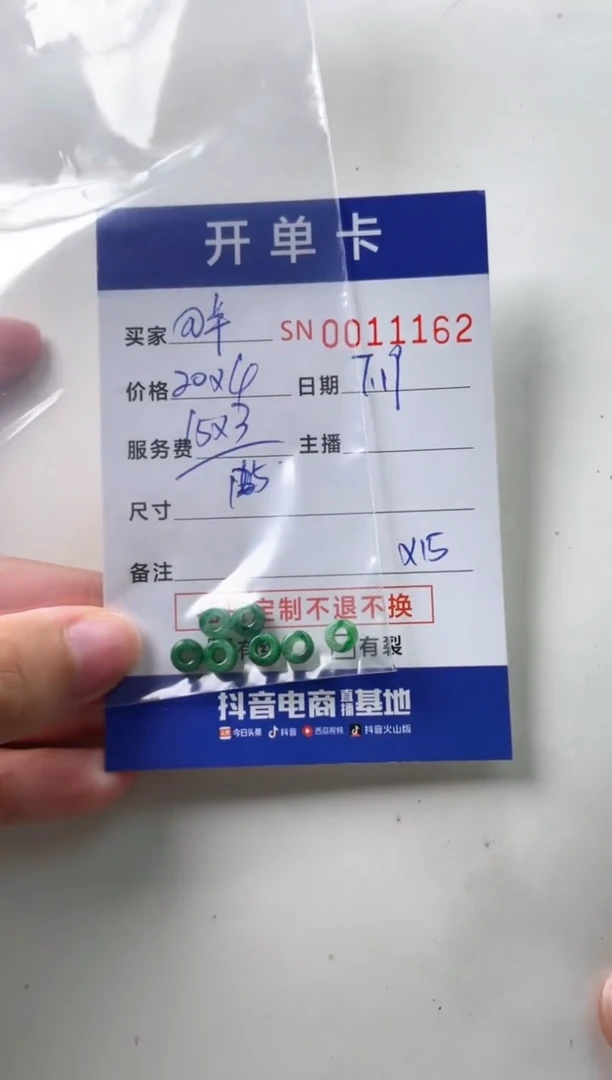 开单卡
买家 @ SN 0011162
价格 20x4 日期 7.19
服务费 15x3 主播
尺寸
备注 x15
定制不退不换
有 有裂
抖音电商直播基地
今日头条 抖音 西瓜视频 抖音火山版